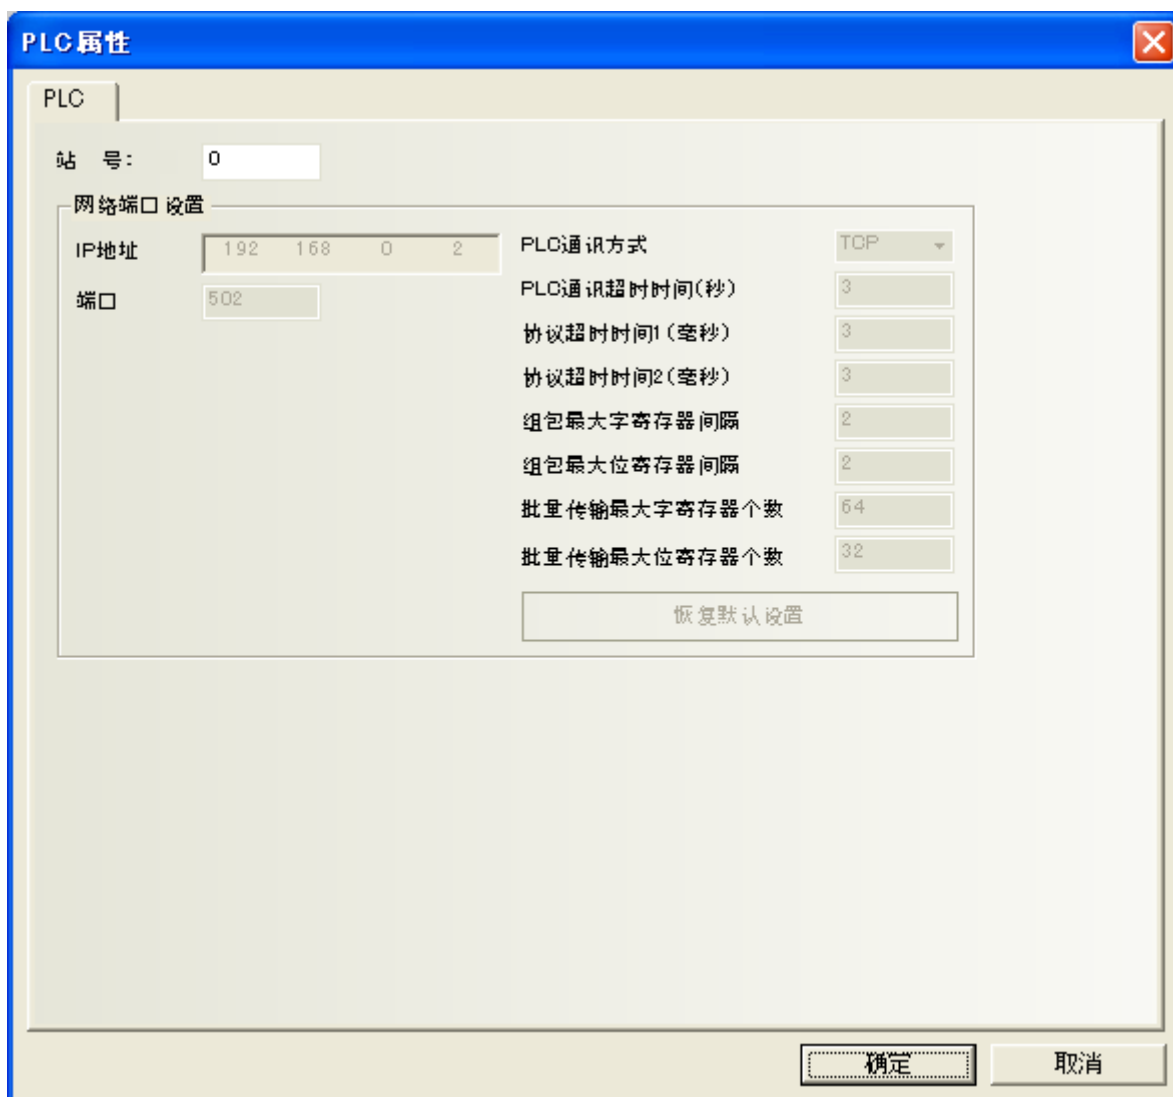 PLC属性
PLC
站 号: 0
网络端口设置
IP地址 192 168 0 2
端口 502
PLC通讯方式 TCP
PLC通讯超时时间(秒) 3
协议超时时间1(毫秒) 3
协议超时时间2(毫秒) 3
组包最大字寄存器间隔 2
组包最大位寄存器间隔 2
批量传输最大字寄存器个数 64
批量传输最大位寄存器个数 32
恢复默认设置
确定 取消